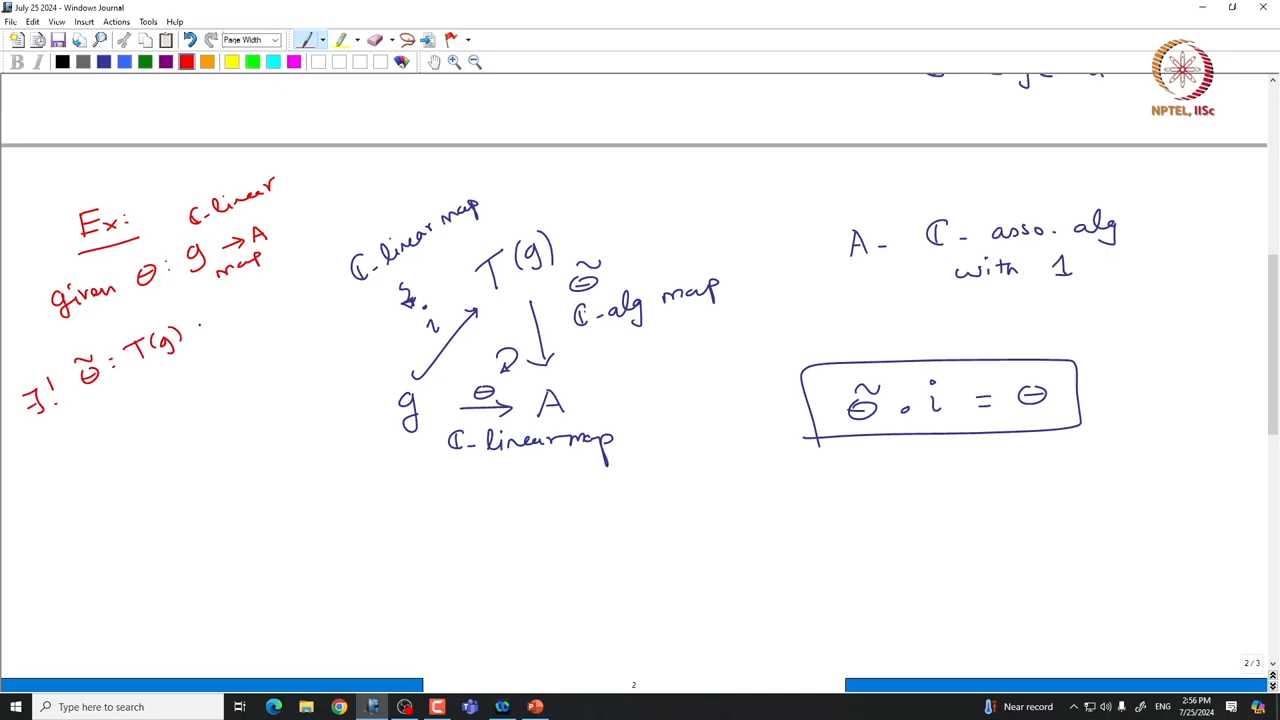 July 25 2024 - Windows Journal
File Edit View Insert Actions Tools Help
Page Width
NPTEL, IISc
Ex: ℂ-linear
given θ: g → A
map
∃! θ̃ : T(g)
ℂ-linear map
i
T(g)
θ̃
ℂ-alg map
g θ → A
ℂ-linear map
A - ℂ - asso. alg
with 1
θ̃ ∘ i = θ
2 / 3
2
Type here to search
Near record
ENG
2:56 PM
7/25/2024